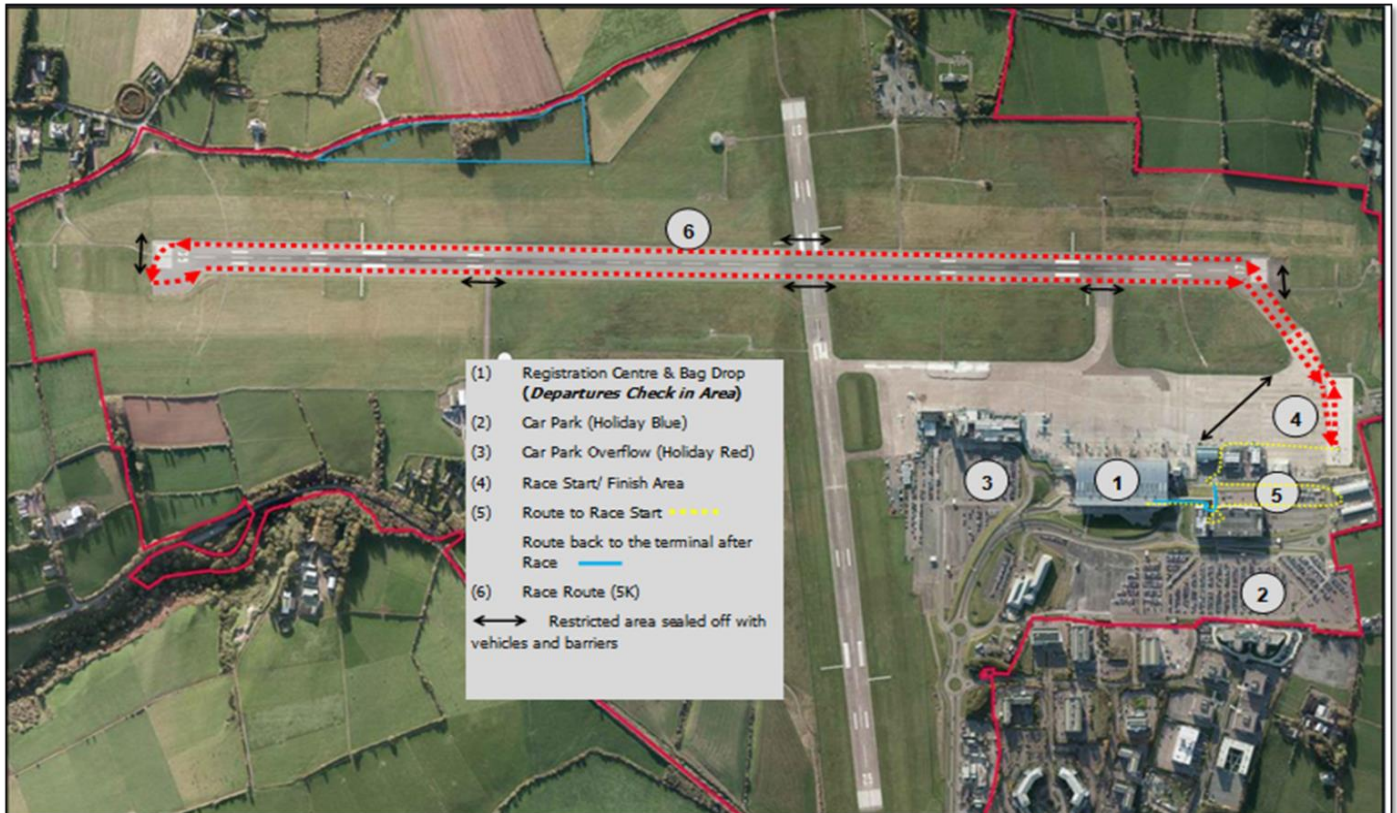 6
(1) Registration Centre & Bag Drop
(Departures Check in Area)
(2) Car Park (Holiday Blue)
(3) Car Park Overflow (Holiday Red)
(4) Race Start/ Finish Area
(5) Route to Race Start
Route back to the terminal after
Race
(6) Race Route (5K)
Restricted area sealed off with
vehicles and barriers
4
3
1
5
2